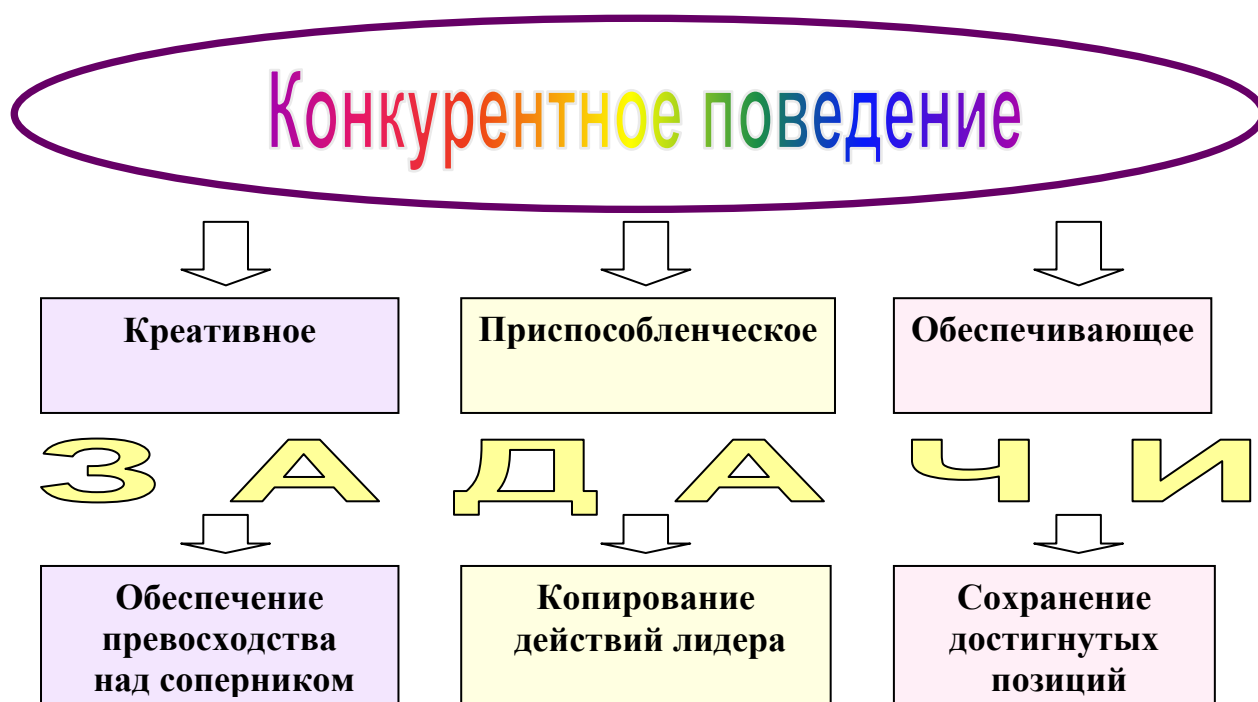 Конкурентное поведение
Креативное
Приспособленческое
Обеспечивающее
З А Д А Ч И
Обеспечение
превосходства
над соперником
Копирование
действий лидера
Сохранение
достигнутых
позиций